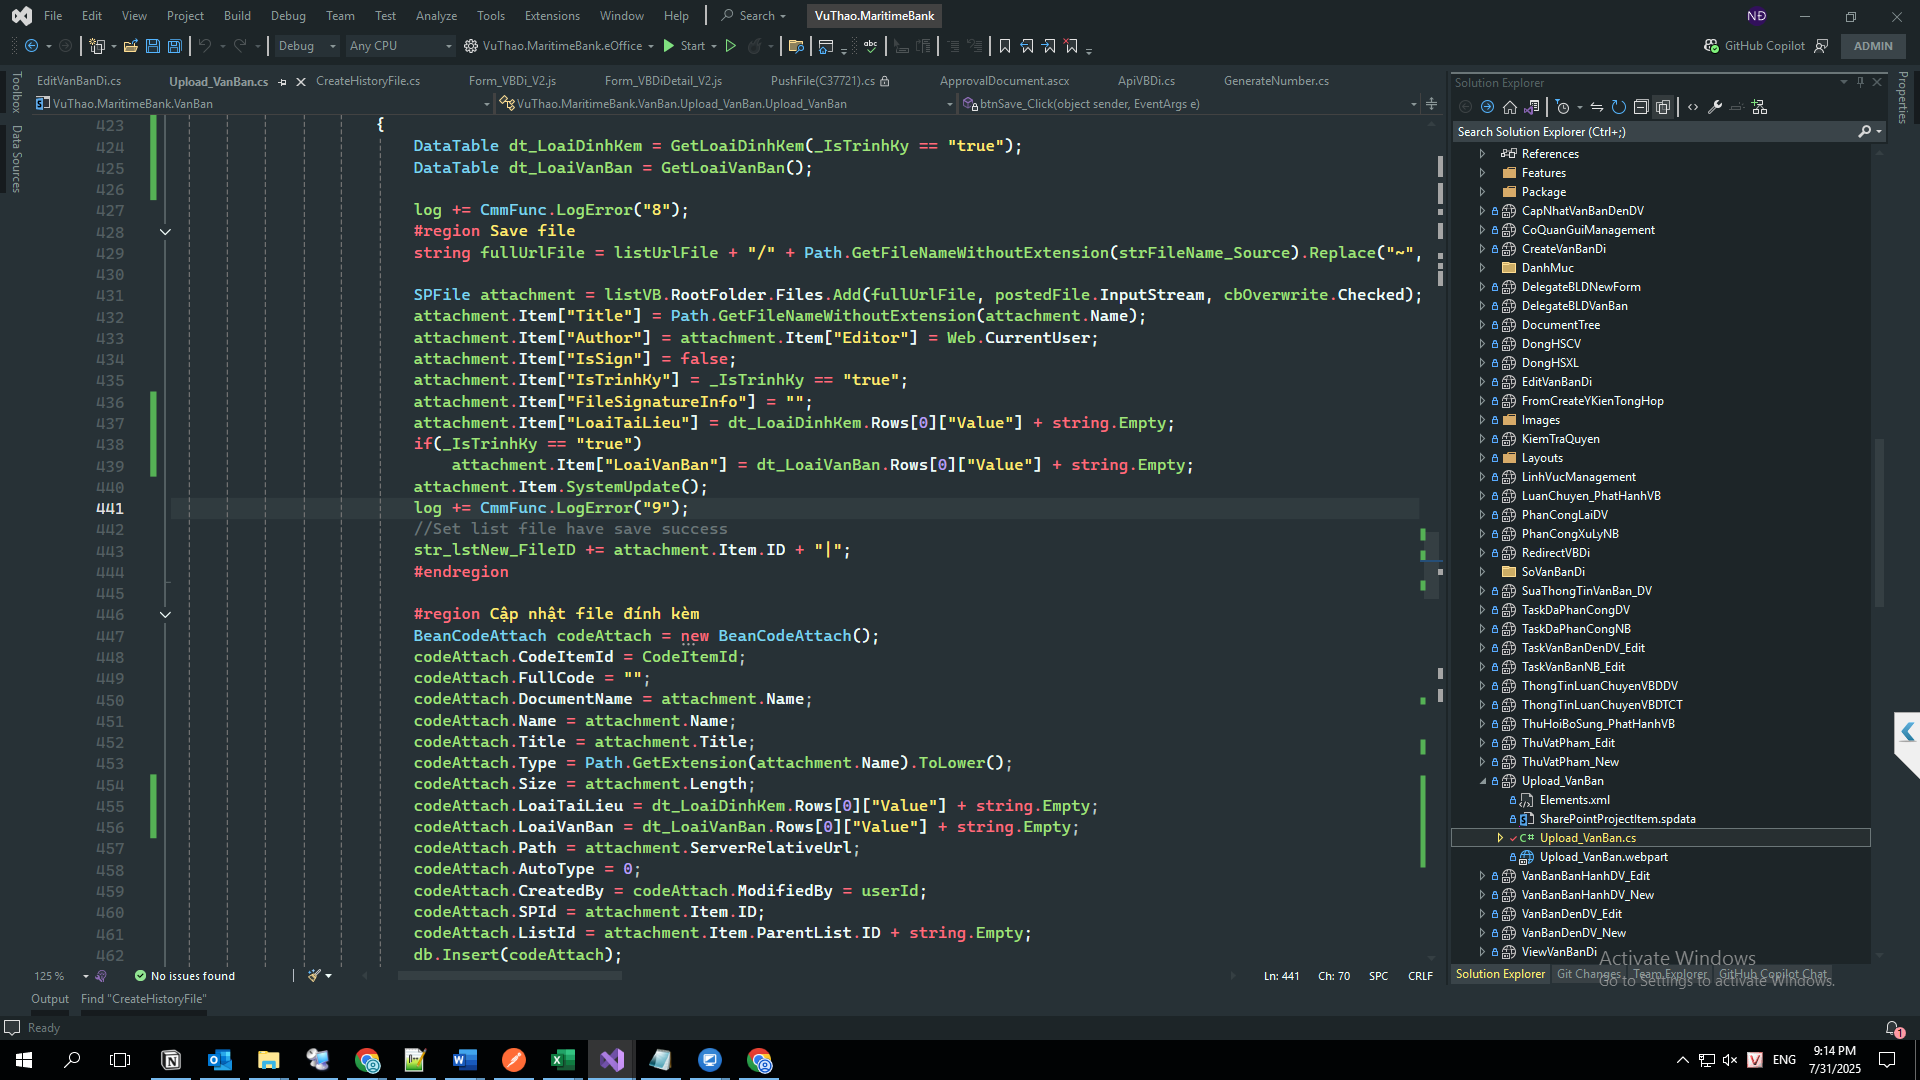 File Edit View Project Build Debug Team Test Analyze Tools Extensions Window Help Search VuThao.MaritimeBank NĐ
Debug Any CPU VuThao.MaritimeBank.eOffice Start GitHub Copilot ADMIN
EditVanBanDi.cs Upload_VanBan.cs CreateHistoryFile.cs Form_VBDi_V2.js Form_VBDiDetail_V2.js PushFile(C37721).cs ApprovalDocument.ascx ApiVBDi.cs GenerateNumber.cs
VuThao.MaritimeBank.VanBan VuThao.MaritimeBank.VanBan.Upload_VanBan.Upload_VanBan btnSave_Click(object sender, EventArgs e)
Toolbox
Data Sources
423 {
424 DataTable dt_LoaiDinhKem = GetLoaiDinhKem(_IsTrinhKy == "true");
425 DataTable dt_LoaiVanBan = GetLoaiVanBan();
426
427 log += CmmFunc.LogError("8");
428 #region Save file
429 string fullUrlFile = listUrlFile + "/" + Path.GetFileNameWithoutExtension(strFileName_Source).Replace("~",
430
431 SPFile attachment = listVB.RootFolder.Files.Add(fullUrlFile, postedFile.InputStream, cbOverwrite.Checked);
432 attachment.Item["Title"] = Path.GetFileNameWithoutExtension(attachment.Name);
433 attachment.Item["Author"] = attachment.Item["Editor"] = Web.CurrentUser;
434 attachment.Item["IsSign"] = false;
435 attachment.Item["IsTrinhKy"] = _IsTrinhKy == "true";
436 attachment.Item["FileSignatureInfo"] = "";
437 attachment.Item["LoaiTaiLieu"] = dt_LoaiDinhKem.Rows[0]["Value"] + string.Empty;
438 if(_IsTrinhKy == "true")
439 attachment.Item["LoaiVanBan"] = dt_LoaiVanBan.Rows[0]["Value"] + string.Empty;
440 attachment.Item.SystemUpdate();
441 log += CmmFunc.LogError("9");
442 //Set list file have save success
443 str_lstNew_FileID += attachment.Item.ID + "|";
444 #endregion
445
446 #region Cập nhật file đính kèm
447 BeanCodeAttach codeAttach = new BeanCodeAttach();
448 codeAttach.CodeItemId = CodeItemId;
449 codeAttach.FullCode = "";
450 codeAttach.DocumentName = attachment.Name;
451 codeAttach.Name = attachment.Name;
452 codeAttach.Title = attachment.Title;
453 codeAttach.Type = Path.GetExtension(attachment.Name).ToLower();
454 codeAttach.Size = attachment.Length;
455 codeAttach.LoaiTaiLieu = dt_LoaiDinhKem.Rows[0]["Value"] + string.Empty;
456 codeAttach.LoaiVanBan = dt_LoaiVanBan.Rows[0]["Value"] + string.Empty;
457 codeAttach.Path = attachment.ServerRelativeUrl;
458 codeAttach.AutoType = 0;
459 codeAttach.CreatedBy = codeAttach.ModifiedBy = userId;
460 codeAttach.SPId = attachment.Item.ID;
461 codeAttach.ListId = attachment.Item.ParentList.ID + string.Empty;
462 db.Insert(codeAttach);
125 % No issues found Ln: 441 Ch: 70 SPC CRLF
Output Find "CreateHistoryFile"
Ready
Solution Explorer
Search Solution Explorer (Ctrl+;)
References
Features
Package
CapNhatVanBanDenDV
CoQuanGuiManagement
CreateVanBanDi
DanhMuc
DelegateBLDNewForm
DelegateBLDVanBan
DocumentTree
DongHSCV
DongHSXL
EditVanBanDi
FromCreateYKienTongHop
Images
KiemTraQuyen
Layouts
LinhVucManagement
LuanChuyen_PhatHanhVB
PhanCongLaiDV
PhanCongXuLyNB
RedirectVBDi
SoVanBanDi
SuaThongTinVanBan_DV
TaskDaPhanCongDV
TaskDaPhanCongNB
TaskVanBanDenDV_Edit
TaskVanBanNB_Edit
ThongTinLuanChuyenVBDDV
ThongTinLuanChuyenVBDTCT
ThuHoiBoSung_PhatHanhVB
ThuVatPham_Edit
ThuVatPham_New
Upload_VanBan
Elements.xml
SharePointProjectItem.spdata
C# Upload_VanBan.cs
Upload_VanBan.webpart
VanBanBanHanhDV_Edit
VanBanBanHanhDV_New
VanBanDenDV_Edit
VanBanDenDV_New
ViewVanBanDi
Solution Explorer Git Changes Team Explorer GitHub Copilot Chat
Activate Windows
Go to Settings to activate Windows.
Properties
1
ENG
9:14 PM
7/31/2025